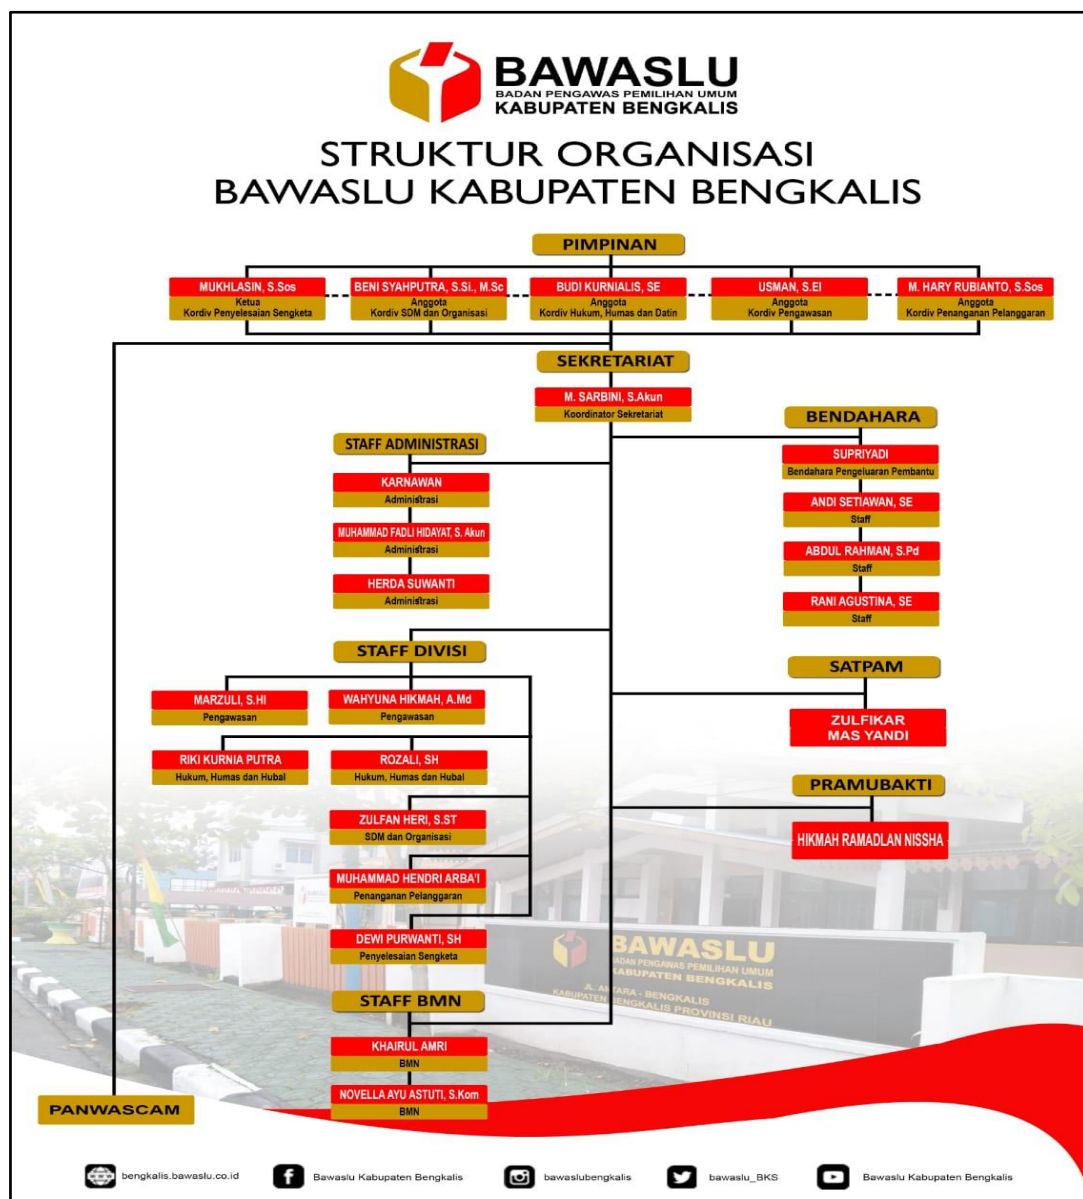 BAWASLU
BADAN PENGAWAS PEMILIHAN UMUM
KABUPATEN BENGKALIS
STRUKTUR ORGANISASI
BAWASLU KABUPATEN BENGKALIS
PIMPINAN
MUKHLASIN, S.Sos
Ketua
Kordiv Penyelesaian Sengketa
BENI SYAHPUTRA, S.Si., M.Sc
Anggota
Kordiv SDM dan Organisasi
BUDI KURNIALIS, SE
Anggota
Kordiv Hukum, Humas dan Datin
USMAN, S.EI
Anggota
Kordiv Pengawasan
M. HARY RUBIANTO, S.Sos
Anggota
Kordiv Penanganan Pelanggaran
SEKRETARIAT
M. SARBINI, S.Akun
Koordinator Sekretariat
STAFF ADMINISTRASI
KARNAWAN
Administrasi
MUHAMMAD FADLI HIDAYAT, S. Akun
Administrasi
HERDA SUWANTI
Administrasi
BENDAHARA
SUPRIYADI
Bendahara Pengeluaran Pembantu
ANDI SETIAWAN, SE
Staff
ABDUL RAHMAN, S.Pd
Staff
RANI AGUSTINA, SE
Staff
STAFF DIVISI
MARZULI, S.HI
Pengawasan
WAHYUNA HIKMAH, A.Md
Pengawasan
RIKI KURNIA PUTRA
Hukum, Humas dan Hubal
ROZALI, SH
Hukum, Humas dan Hubal
ZULFAN HERI, S.ST
SDM dan Organisasi
MUHAMMAD HENDRI ARBA'I
Penanganan Pelanggaran
DEWI PURWANTI, SH
Penyelesaian Sengketa
SATPAM
ZULFIKAR
MAS YANDI
PRAMUBAKTI
HIKMAH RAMADLAN NISSHA
STAFF BMN
KHAIRUL AMRI
BMN
NOVELLA AYU ASTUTI, S.Kom
BMN
BAWASLU
BADAN PENGAWAS PEMILIHAN UMUM
KABUPATEN BENGKALIS
JL. ANTARA - BENGKALIS
KABUPATEN BENGKALIS PROVINSI RIAU
PANWASCAM
bengkalis.bawaslu.co.id
Bawaslu Kabupaten Bengkalis
bawaslubengkalis
bawaslu_BKS
Bawaslu Kabupaten Bengkalis